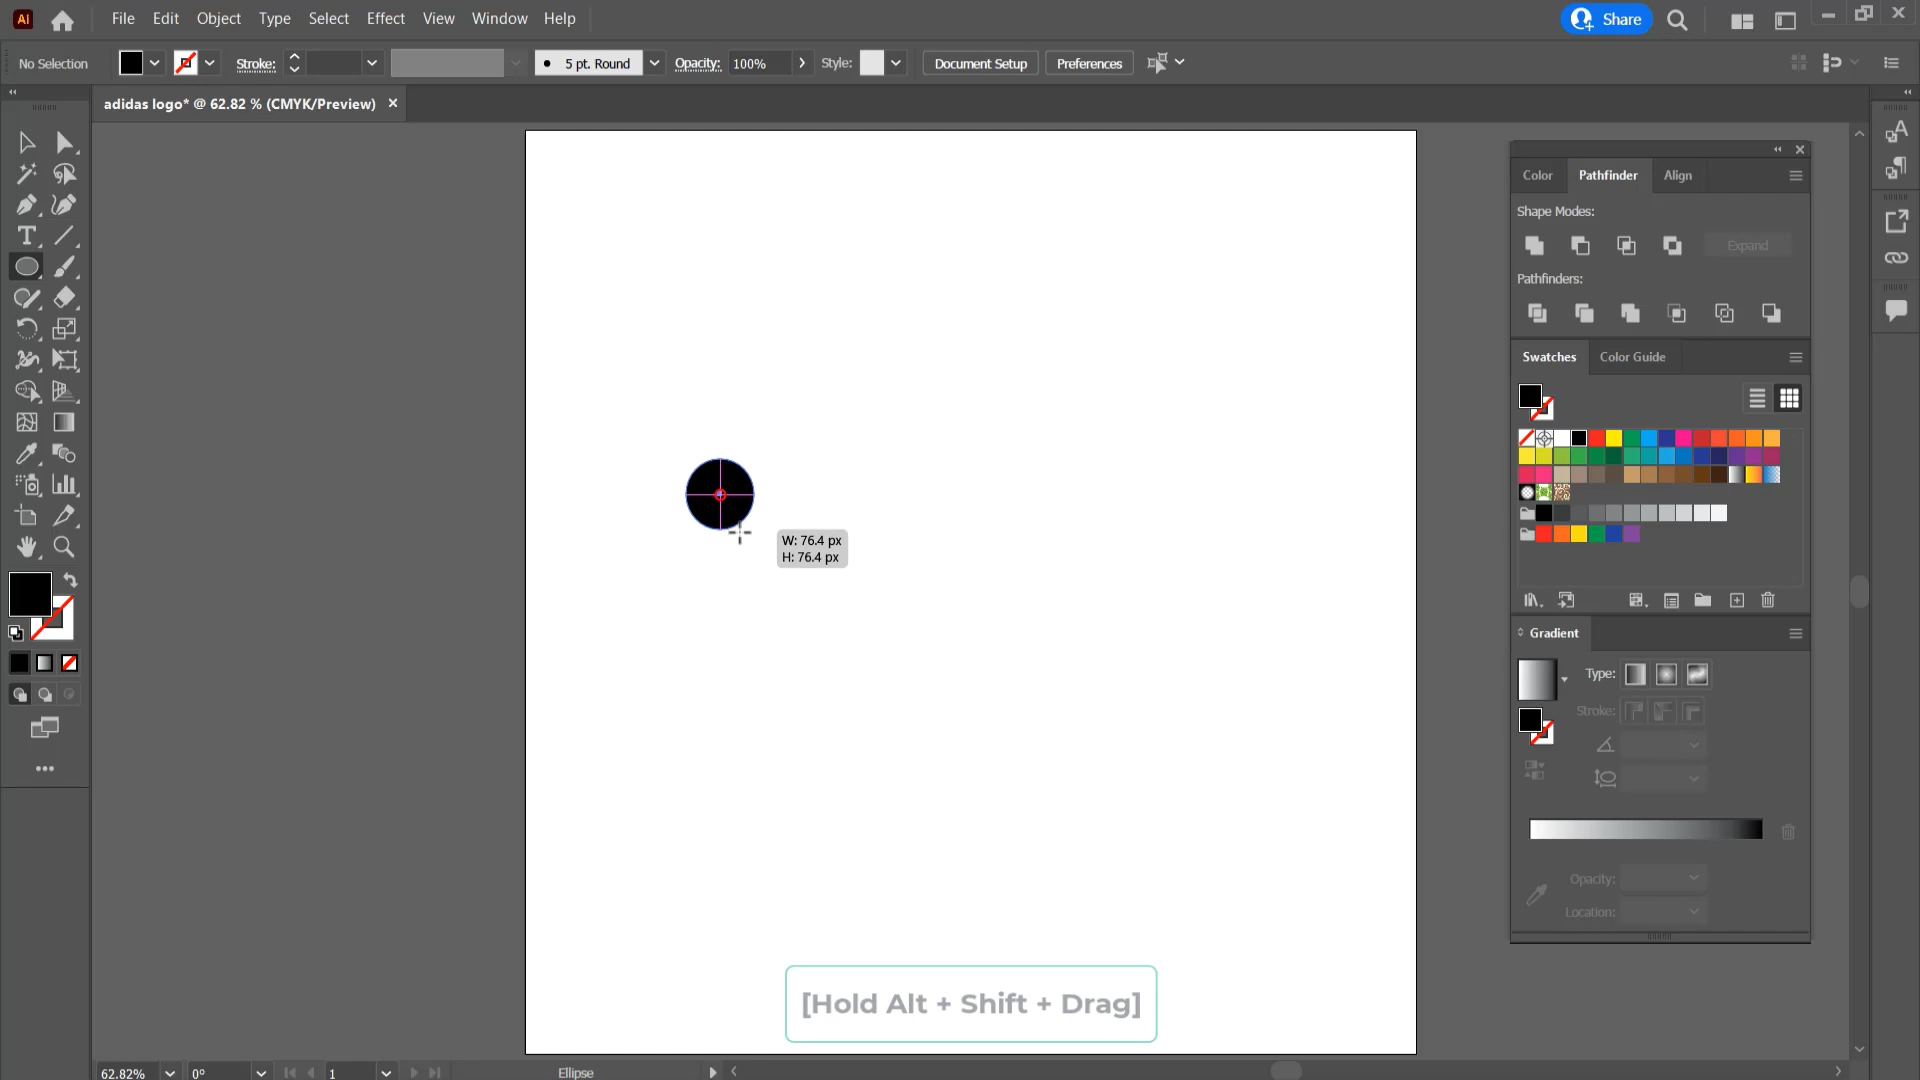 Ai
File Edit Object Type Select Effect View Window Help
Share
No Selection
Stroke:
5 pt. Round
Opacity: 100%
Style:
Document Setup
Preferences
adidas logo* @ 62.82 % (CMYK/Preview)
Color Pathfinder Align
Shape Modes:
Expand
Pathfinders:
Swatches Color Guide
W: 76.4 px
H: 76.4 px
Gradient
Type:
Stroke:
Opacity:
Location:
[Hold Alt + Shift + Drag]
62.82% 0° 1 Ellipse